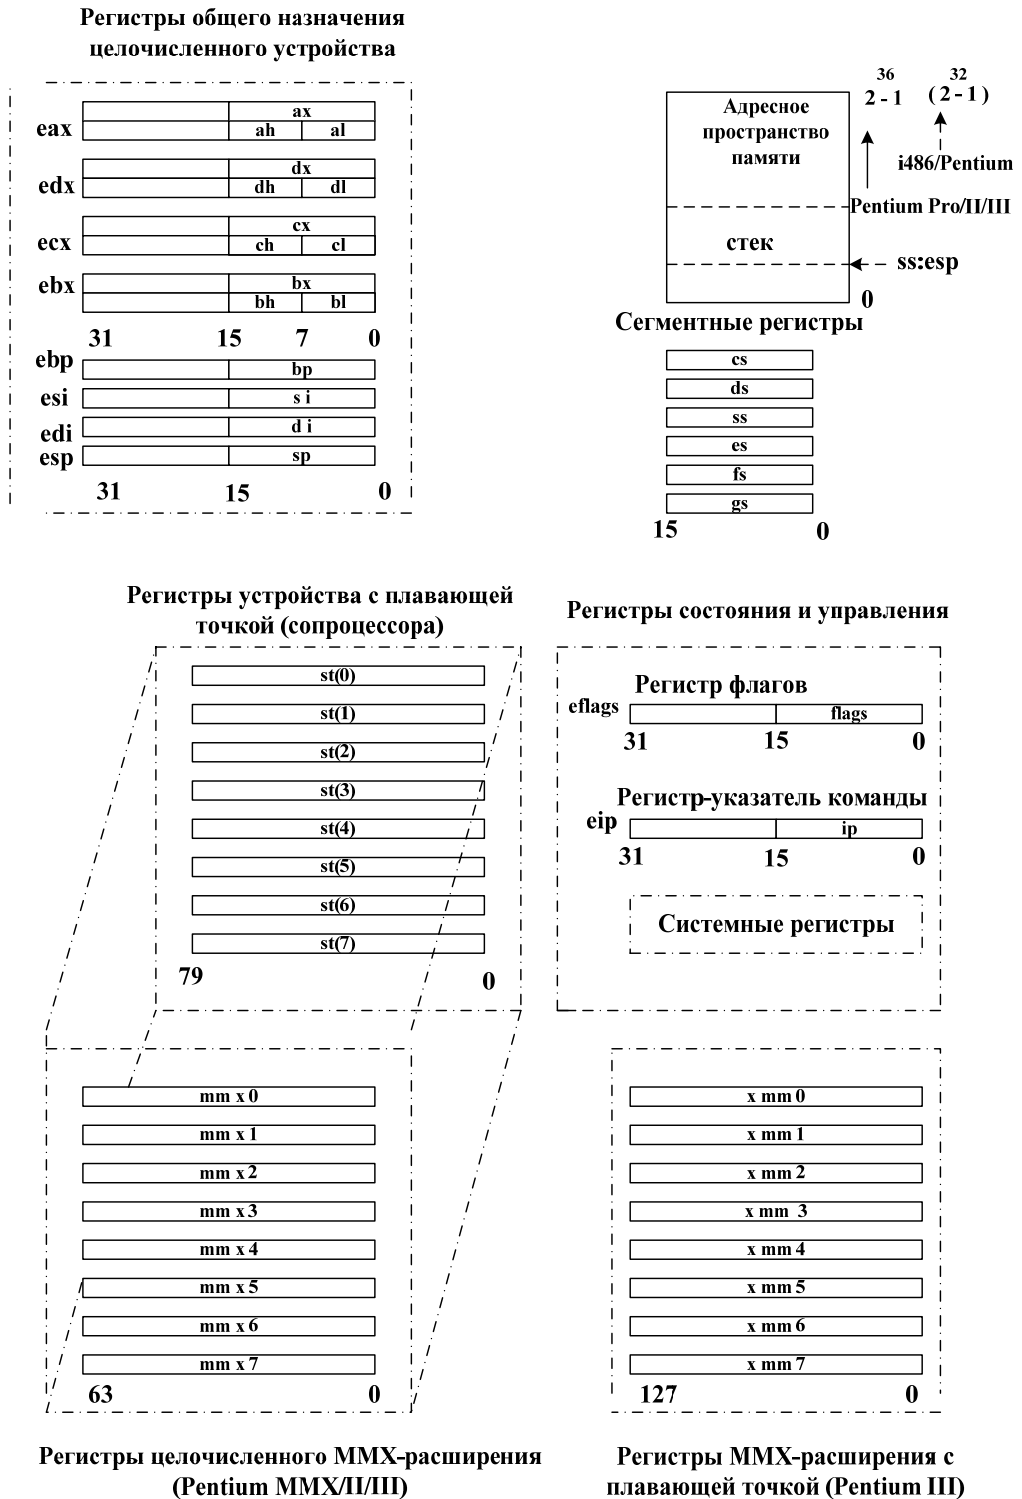 Регистры общего назначения
целочисленного устройства
ax
eax
ah al
dx
edx
dh dl
cx
ecx
ch cl
ebx
bx
bh bl
31 15 7 0
ebp
bp
esi
s i
edi
d i
esp
sp
31 15 0
36 32
2 - 1 (2 - 1)
Адресное
пространство
памяти
i486/Pentium
Pentium Pro/II/III
стек
ss:esp
0
Сегментные регистры
cs
ds
ss
es
fs
gs
15 0
Регистры устройства с плавающей
точкой (сопроцессора)
st(0)
st(1)
st(2)
st(3)
st(4)
st(5)
st(6)
st(7)
79 0
Регистры состояния и управления
Регистр флагов
eflags
flags
31 15 0
Регистр-указатель команды
eip
ip
31 15 0
Системные регистры
mm x 0
mm x 1
mm x 2
mm x 3
mm x 4
mm x 5
mm x 6
mm x 7
63 0
Регистры целочисленного MMX-расширения
(Pentium MMX/II/III)
x mm 0
x mm 1
x mm 2
x mm 3
x mm 4
x mm 5
x mm 6
x mm 7
127 0
Регистры MMX-расширения с
плавающей точкой (Pentium III)